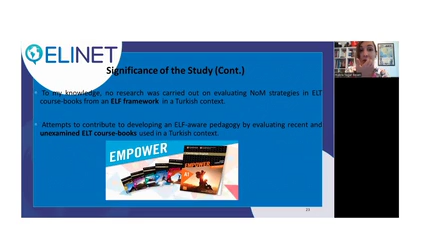 ELINET
Significance of the Study (Cont.)
To my knowledge, no research was carried out on evaluating NoM strategies in ELT
course-books from an ELF framework in a Turkish context.
Attempts to contribute to developing an ELF-aware pedagogy by evaluating recent and
unexamined ELT course-books used in a Turkish context.
EMPOWER
EMPOWER